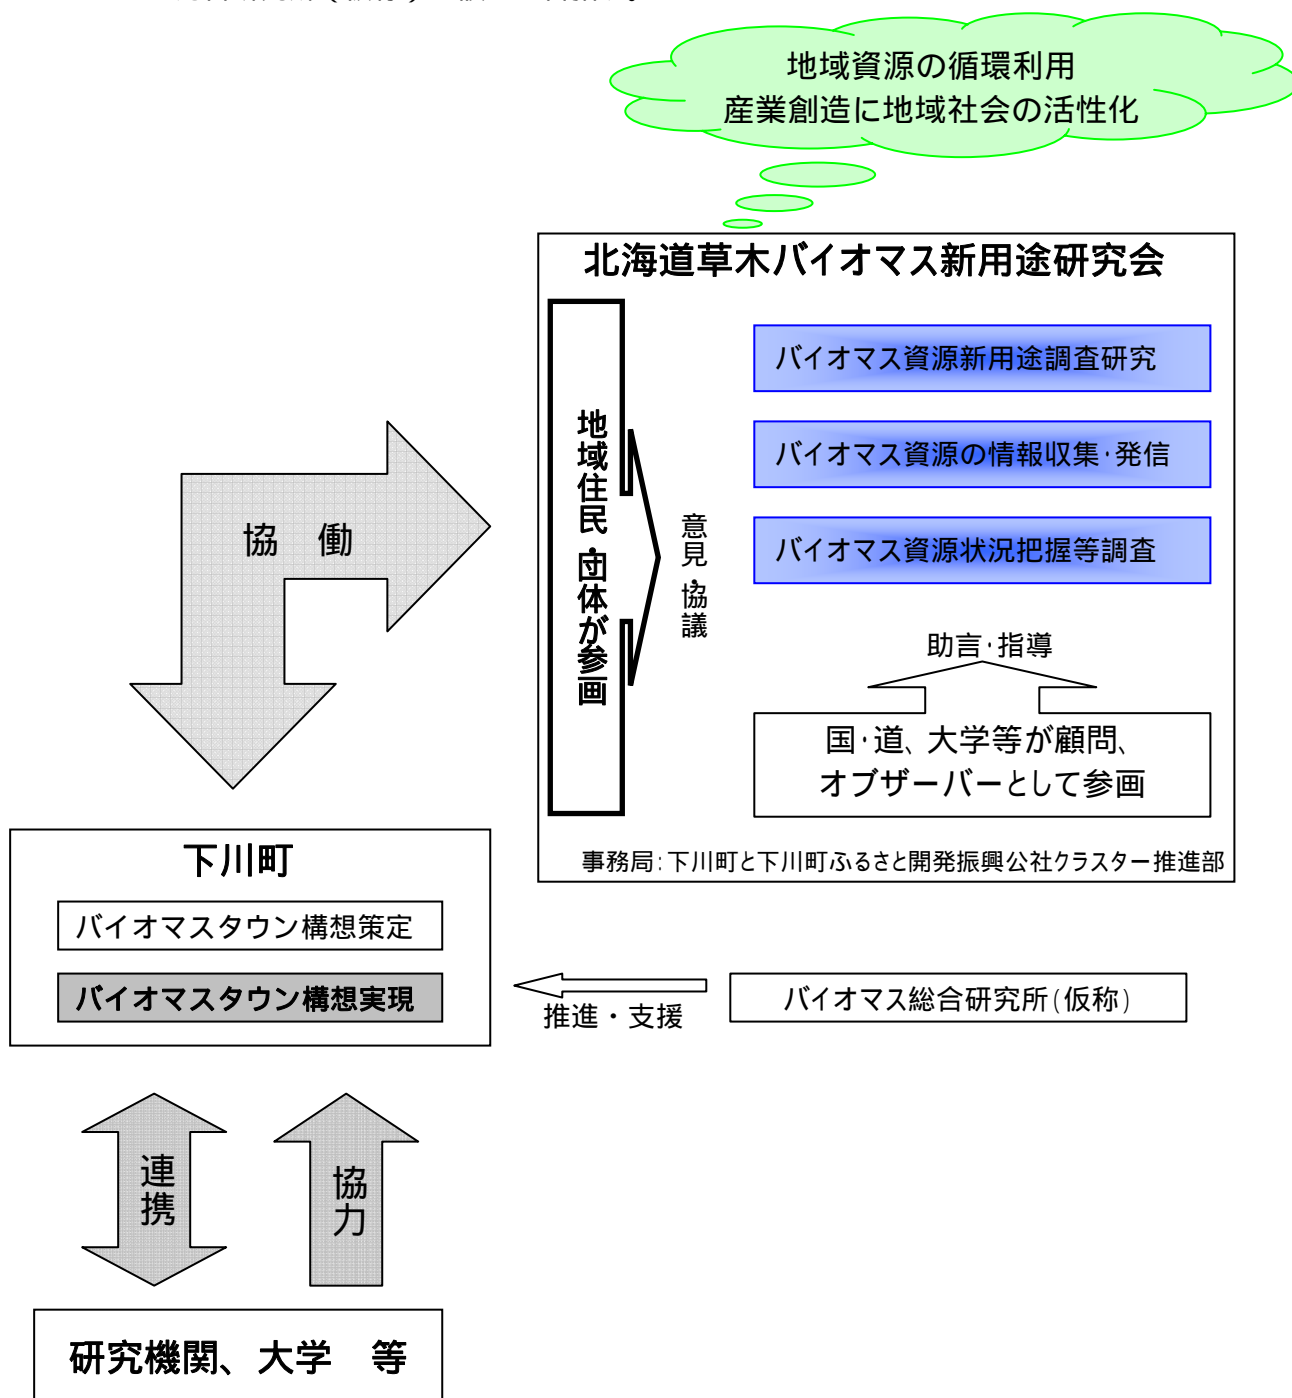 地域資源の循環利用
産業創造に地域社会の活性化
北海道草木バイオマス新用途研究会
地域住民・団体が参画
意見・協議
バイオマス資源新用途調査研究
バイオマス資源の情報収集・発信
バイオマス資源状況把握等調査
助言・指導
国・道、大学等が顧問、
オブザーバーとして参画
事務局：下川町と下川町ふるさと開発振興公社クラスター推進部
協　働
下川町
バイオマスタウン構想策定
バイオマスタウン構想実現
推進・支援
バイオマス総合研究所(仮称)
連携
協力
研究機関、大学　等